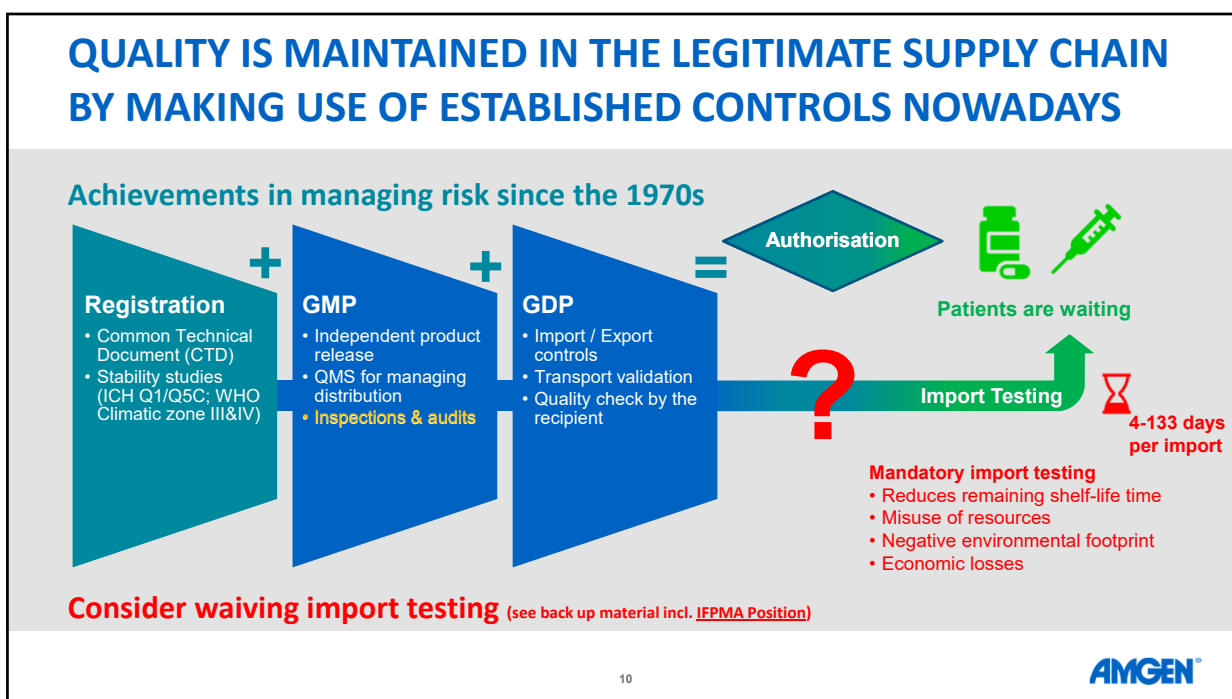 QUALITY IS MAINTAINED IN THE LEGITIMATE SUPPLY CHAIN
BY MAKING USE OF ESTABLISHED CONTROLS NOWADAYS
Achievements in managing risk since the 1970s
+
+
=
Authorisation
Registration
• Common Technical
Document (CTD)
• Stability studies
(ICH Q1/Q5C; WHO
Climatic zone III&IV)
GMP
• Independent product
release
• QMS for managing
distribution
• Inspections & audits
GDP
• Import / Export
controls
• Transport validation
• Quality check by the
recipient
Patients are waiting
?
Import Testing
4-133 days
per import
Mandatory import testing
• Reduces remaining shelf-life time
• Misuse of resources
• Negative environmental footprint
• Economic losses
Consider waiving import testing (see back up material incl. IFPMA Position)
10
AMGEN®